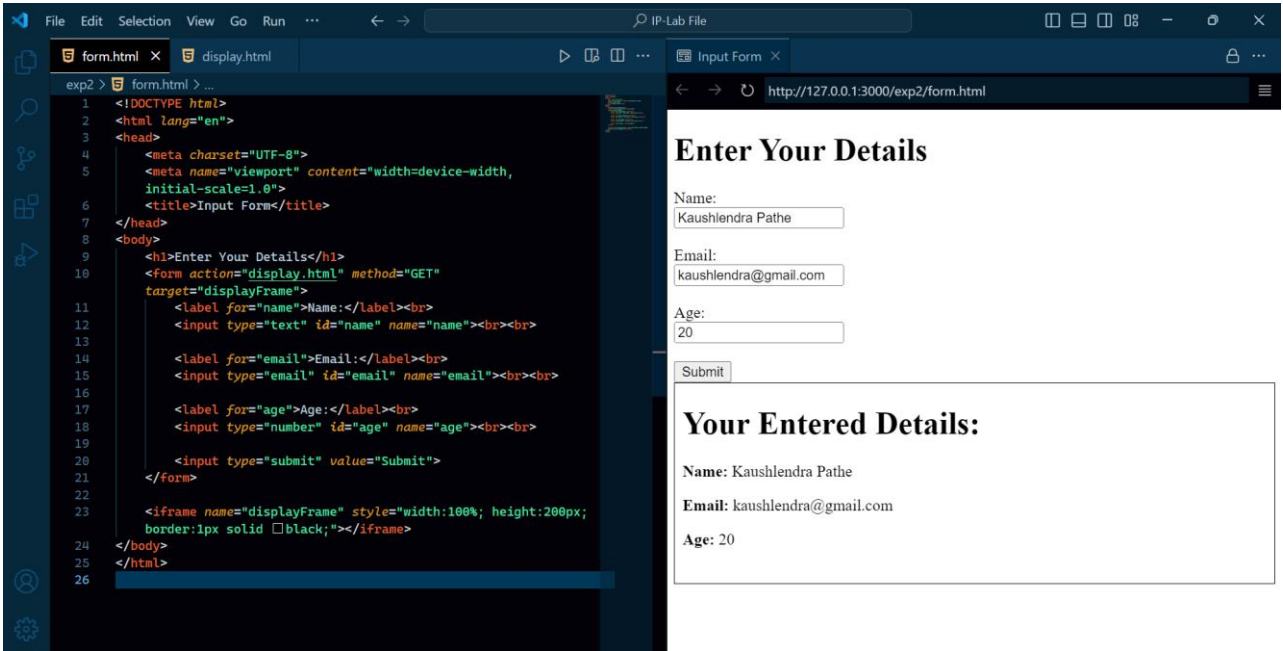 File Edit Selection View Go Run ··· ← → IP-Lab File
form.html × display.html ···
exp2 > form.html > ...
1 <!DOCTYPE html>
2 <html lang="en">
3 <head>
4 <meta charset="UTF-8">
5 <meta name="viewport" content="width=device-width,
initial-scale=1.0">
6 <title>Input Form</title>
7 </head>
8 <body>
9 <h1>Enter Your Details</h1>
10 <form action="display.html" method="GET"
target="displayFrame">
11 <label for="name">Name:</label><br>
12 <input type="text" id="name" name="name"><br><br>
13
14 <label for="email">Email:</label><br>
15 <input type="email" id="email" name="email"><br><br>
16
17 <label for="age">Age:</label><br>
18 <input type="number" id="age" name="age"><br><br>
19
20 <input type="submit" value="Submit">
21 </form>
22
23 <iframe name="displayFrame" style="width:100%; height:200px;
border:1px solid black;"></iframe>
24 </body>
25 </html>
26
Input Form × ···
http://127.0.0.1:3000/exp2/form.html
Enter Your Details
Name:
Kaushlendra Pathe
Email:
kaushlendra@gmail.com
Age:
20
Submit
Your Entered Details:
Name: Kaushlendra Pathe
Email: kaushlendra@gmail.com
Age: 20